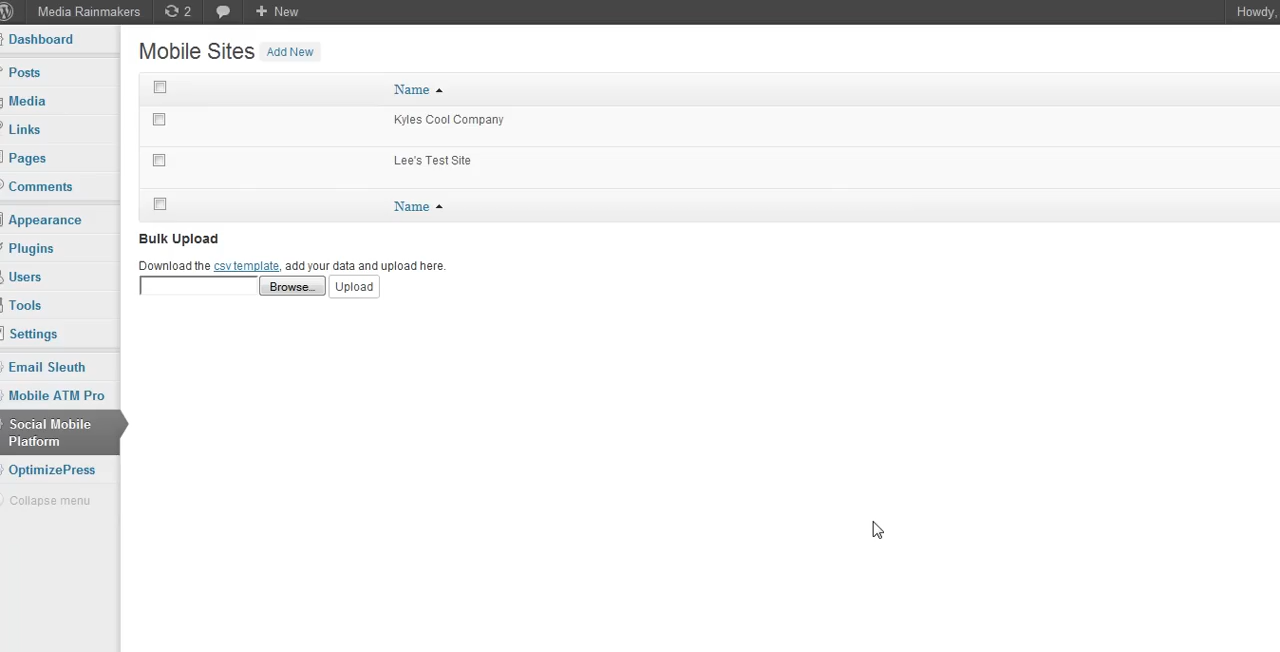 Media Rainmakers 2 New Howdy,
Dashboard
Posts
Media
Links
Pages
Comments
Appearance
Plugins
Users
Tools
Settings
Email Sleuth
Mobile ATM Pro
Social Mobile
Platform
OptimizePress
Collapse menu
Mobile Sites Add New
Name
Kyles Cool Company
Lee's Test Site
Name
Bulk Upload
Download the csv template, add your data and upload here.
Browse... Upload